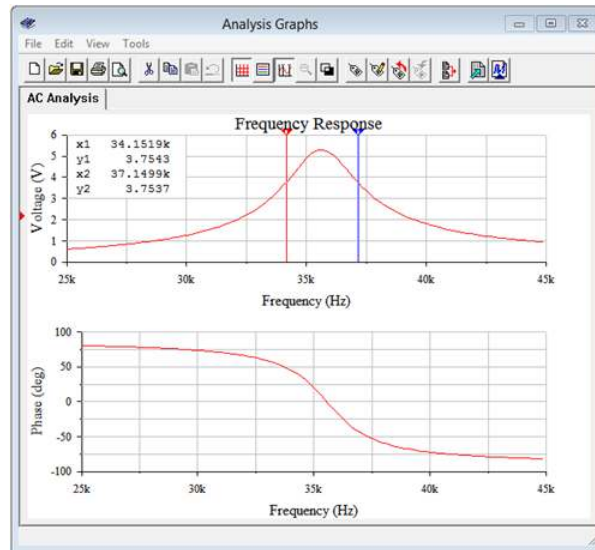 Analysis Graphs
File Edit View Tools
AC Analysis
Frequency Response
x1 34.1519k
y1 3.7543
x2 37.1499k
y2 3.7537
Voltage (V)
6
5
4
3
2
1
0
25k 30k 35k 40k 45k
Frequency (Hz)
Phase (deg)
100
50
0
-50
-100
25k 30k 35k 40k 45k
Frequency (Hz)